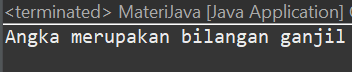 <terminated> MateriJava [Java Application]
Angka merupakan bilangan ganjil